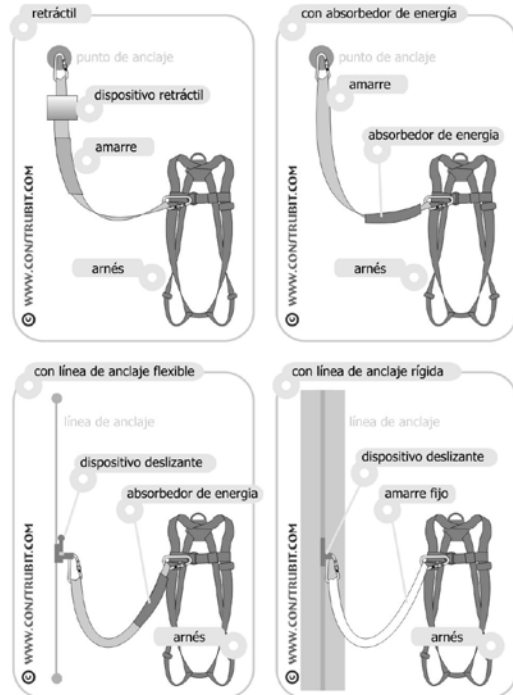 retráctil
punto de anclaje
dispositivo retráctil
amarre
arnés
© WWW.CONSTRUBIT.COM
con absorbedor de energía
punto de anclaje
amarre
absorbedor de energia
arnés
© WWW.CONSTRUBIT.COM
con línea de anclaje flexible
línea de anclaje
dispositivo deslizante
absorbedor de energia
arnés
© WWW.CONSTRUBIT.COM
con línea de anclaje rígida
línea de anclaje
dispositivo deslizante
amarre fijo
arnés
© WWW.CONSTRUBIT.COM